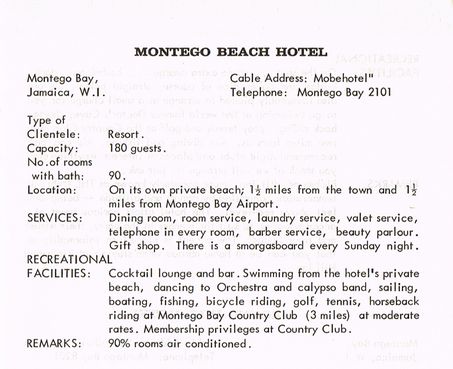 MONTEGO BEACH HOTEL
Montego Bay, Cable Address: Mobehotel"
Jamaica, W.I. Telephone: Montego Bay 2101
Type of
Clientele: Resort.
Capacity: 180 guests.
No.of rooms
with bath: 90.
Location: On its own private beach; 1½ miles from the town and 1½
miles from Montego Bay Airport.
SERVICES: Dining room, room service, laundry service, valet service,
telephone in every room, barber service, beauty parlour.
Gift shop. There is a smorgasboard every Sunday night.
RECREATIONAL
FACILITIES: Cocktail lounge and bar. Swimming from the hotel's private
beach, dancing to Orchestra and calypso band, sailing,
boating, fishing, bicycle riding, golf, tennis, horseback
riding at Montego Bay Country Club (3 miles) at moderate
rates. Membership privileges at Country Club.
REMARKS: 90% rooms air conditioned.